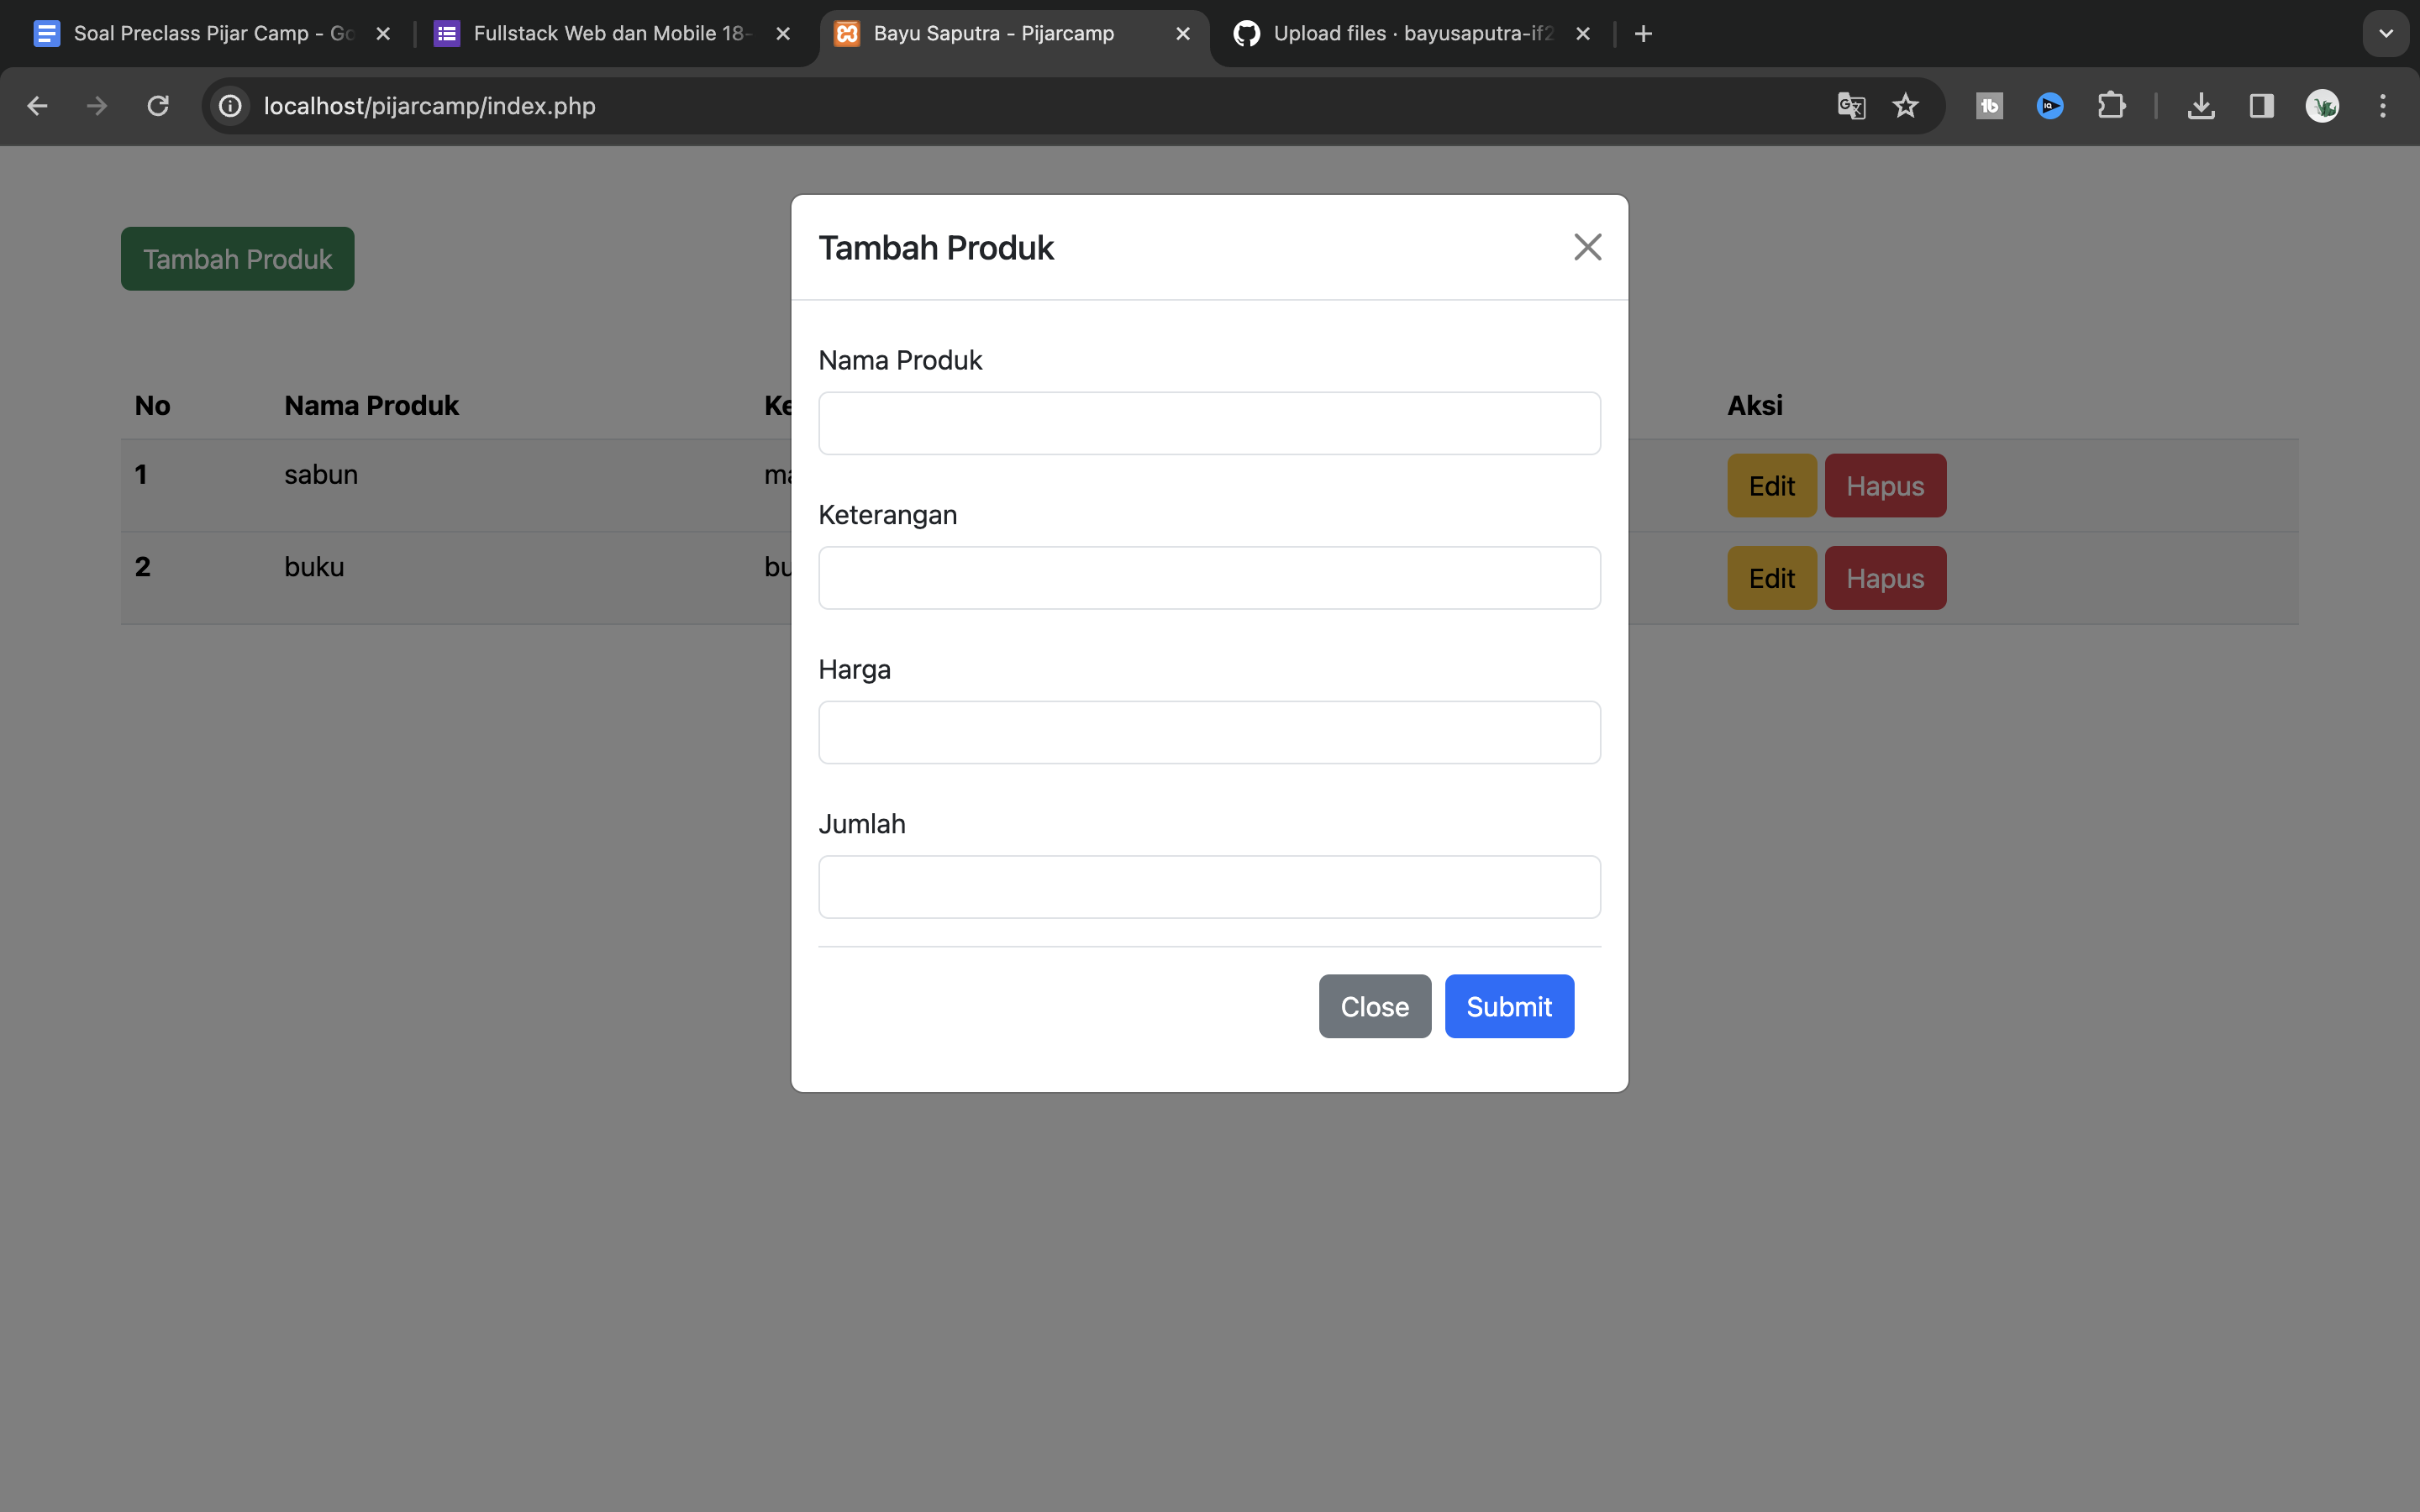 Soal Preclass Pijar Camp - Go
Fullstack Web dan Mobile 18-
Bayu Saputra - Pijarcamp
Upload files · bayusaputra-if2
localhost/pijarcamp/index.php
Tambah Produk
Tambah Produk
Nama Produk
Keterangan
Harga
Jumlah
Close Submit
No Nama Produk Ke Aksi
1 sabun ma Edit Hapus
2 buku bu Edit Hapus